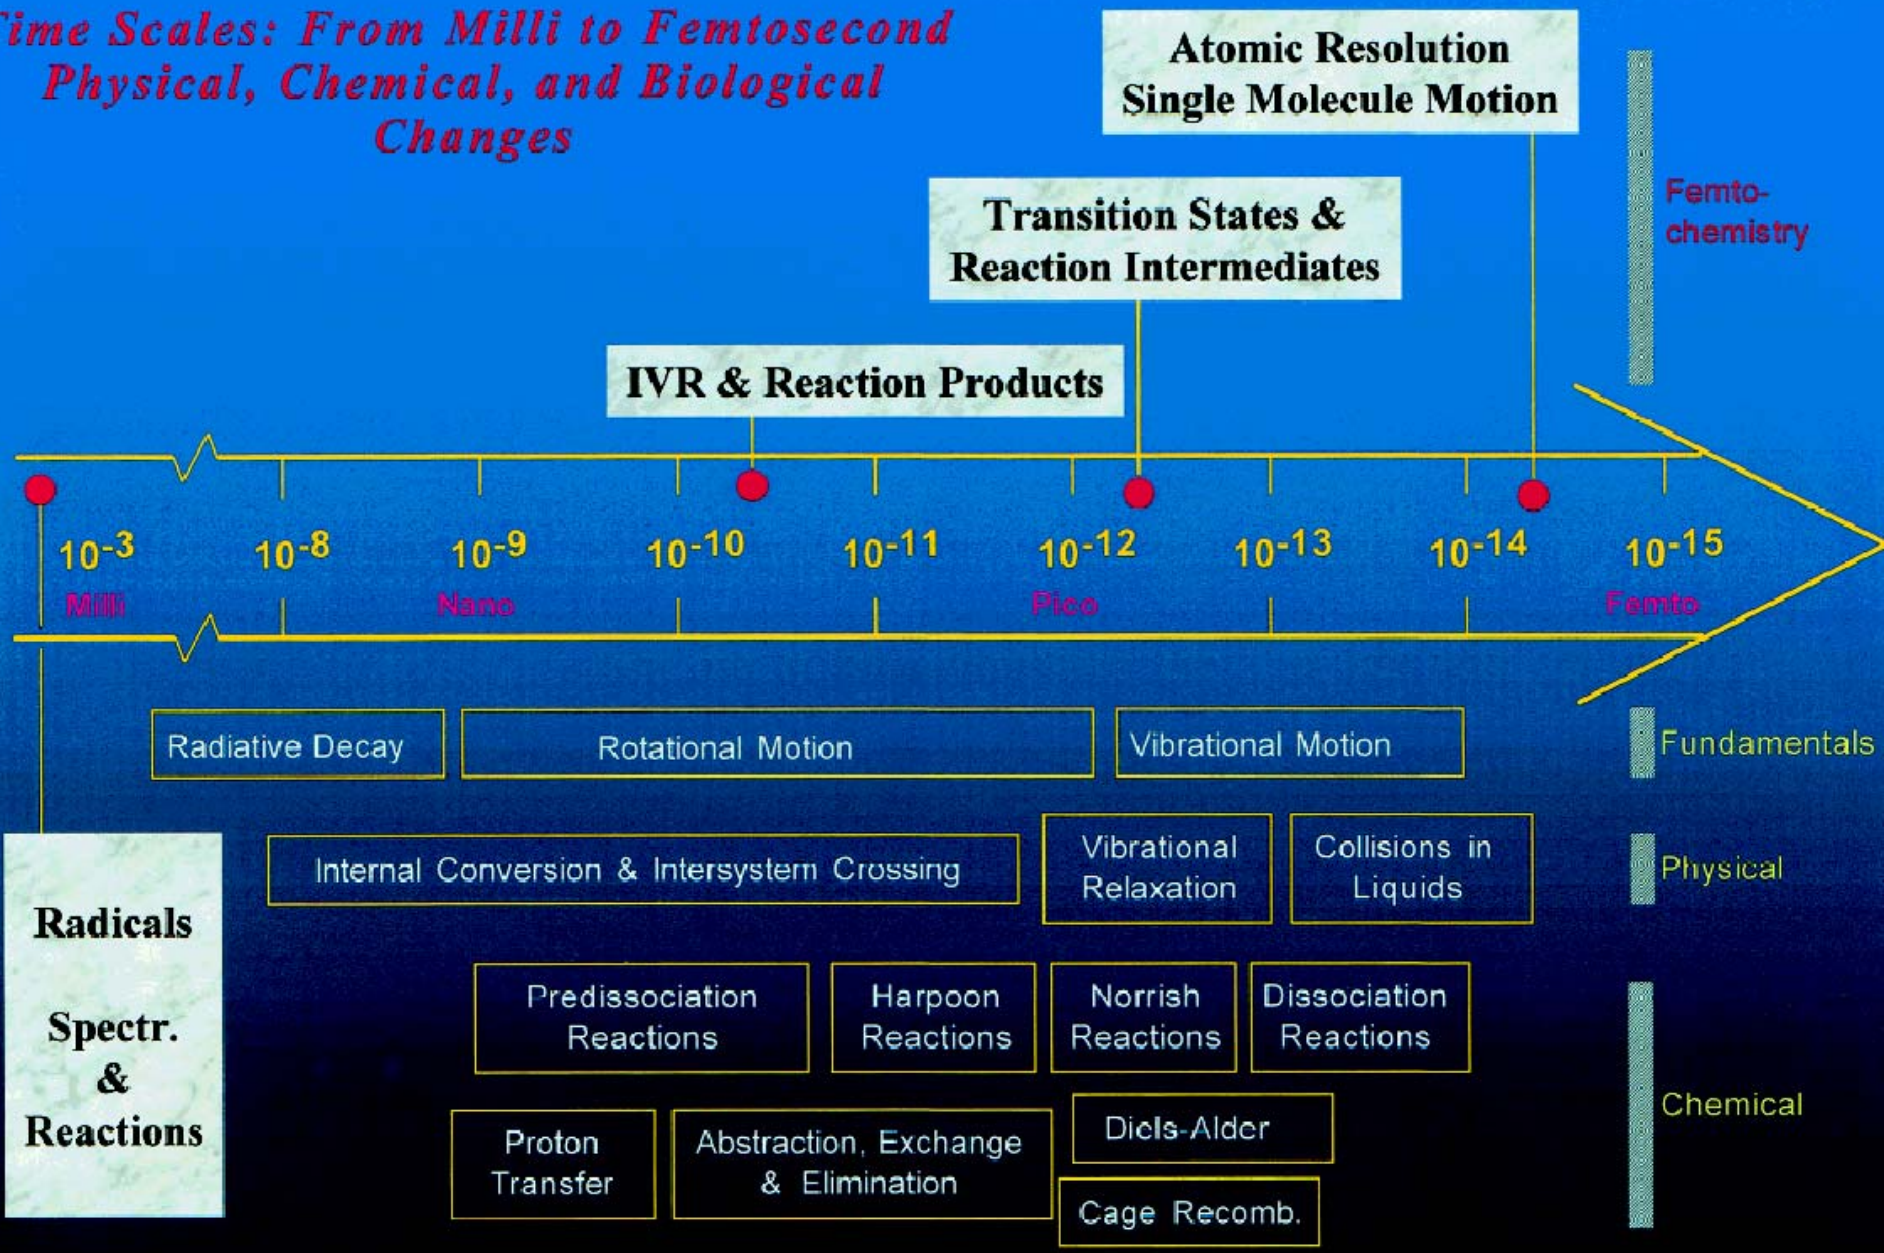 Time Scales: From Milli to Femtosecond
Physical, Chemical, and Biological
Changes
Atomic Resolution
Single Molecule Motion
Femto-
chemistry
Transition States &
Reaction Intermediates
IVR & Reaction Products
10-3 10-8 10-9 10-10 10-11 10-12 10-13 10-14 10-15
Milli Nano Pico Femto
Radiative Decay Rotational Motion Vibrational Motion Fundamentals
Internal Conversion & Intersystem Crossing
Vibrational
Relaxation
Collisions in
Liquids
Physical
Radicals
Spectr.
&
Reactions
Predissociation
Reactions
Harpoon
Reactions
Norrish
Reactions
Dissociation
Reactions
Chemical
Proton
Transfer
Abstraction, Exchange
& Elimination
Diels-Alder
Cage Recomb.